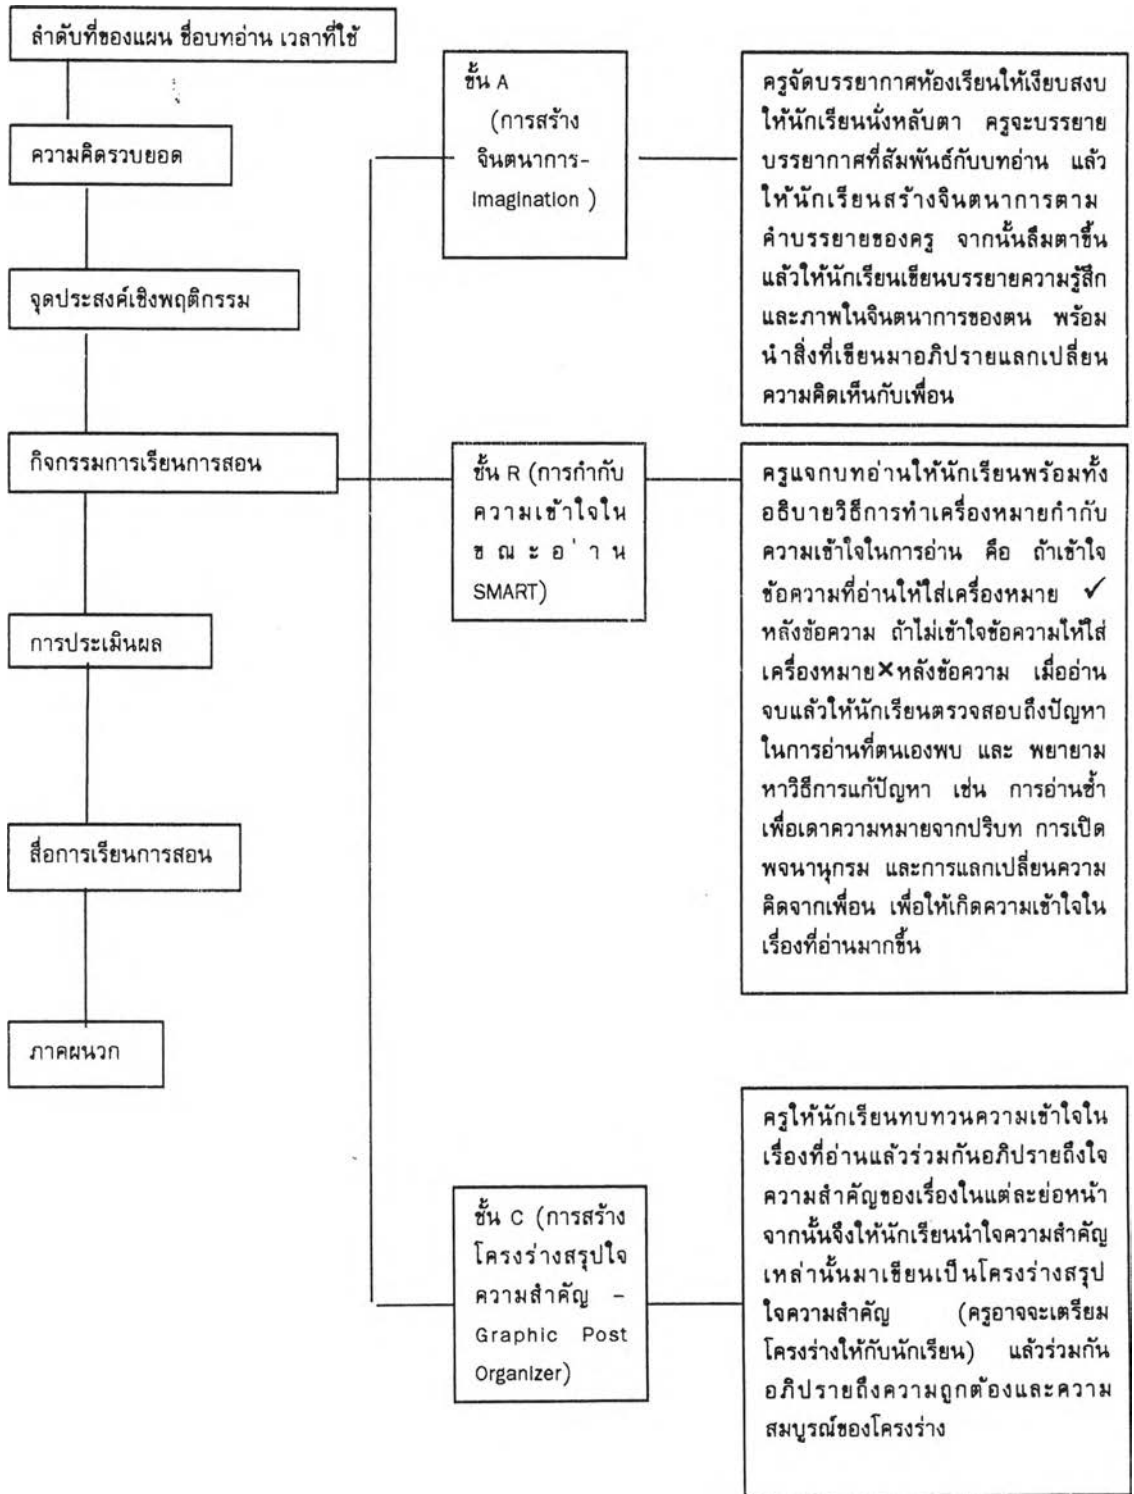 ลำดับที่ของแผน ชื่อบทอ่าน เวลาที่ใช้
ความคิดรวบยอด
จุดประสงค์เชิงพฤติกรรม
กิจกรรมการเรียนการสอน
การประเมินผล
สื่อการเรียนการสอน
ภาคผนวก
ขั้น A
(การสร้าง
จินตนาการ-
Imagination )
ครูจัดบรรยากาศห้องเรียนให้เงียบสงบ
ให้นักเรียนนั่งหลับตา ครูจะบรรยาย
บรรยากาศที่สัมพันธ์กับบทอ่าน แล้ว
ให้นักเรียนสร้างจินตนาการตาม
คำบรรยายของครู จากนั้นลืมตาขึ้น
แล้วให้นักเรียนเขียนบรรยายความรู้สึก
และภาพในจินตนาการของตน พร้อม
นำสิ่งที่เขียนมาอภิปรายแลกเปลี่ยน
ความคิดเห็นกับเพื่อน
ขั้น R (การกำกับ
ความเข้าใจใน
ขณะอ่าน
SMART)
ครูแจกบทอ่านให้นักเรียนพร้อมทั้ง
อธิบายวิธีการทำเครื่องหมายกำกับ
ความเข้าใจในการอ่าน คือ ถ้าเข้าใจ
ข้อความที่อ่านให้ใส่เครื่องหมาย ✓
หลังข้อความ ถ้าไม่เข้าใจข้อความให้ใส่
เครื่องหมาย×หลังข้อความ เมื่ออ่าน
จบแล้วให้นักเรียนตรวจสอบถึงปัญหา
ในการอ่านที่ตนเองพบ และ พยายาม
หาวิธีการแก้ปัญหา เช่น การอ่านซ้ำ
เพื่อเดาความหมายจากปริบท การเปิด
พจนานุกรม และการแลกเปลี่ยนความ
คิดจากเพื่อน เพื่อให้เกิดความเข้าใจใน
เรื่องที่อ่านมากขึ้น
ขั้น C (การสร้าง
โครงร่างสรุปใจ
ความสำคัญ –
Graphic Post
Organizer)
ครูให้นักเรียนทบทวนความเข้าใจใน
เรื่องที่อ่านแล้วร่วมกันอภิปรายถึงใจ
ความสำคัญของเรื่องในแต่ละย่อหน้า
จากนั้นจึงให้นักเรียนนำใจความสำคัญ
เหล่านั้นมาเขียนเป็นโครงร่างสรุป
ใจความสำคัญ (ครูอาจจะเตรียม
โครงร่างให้กับนักเรียน) แล้วร่วมกัน
อภิปรายถึงความถูกต้องและความ
สมบูรณ์ของโครงร่าง